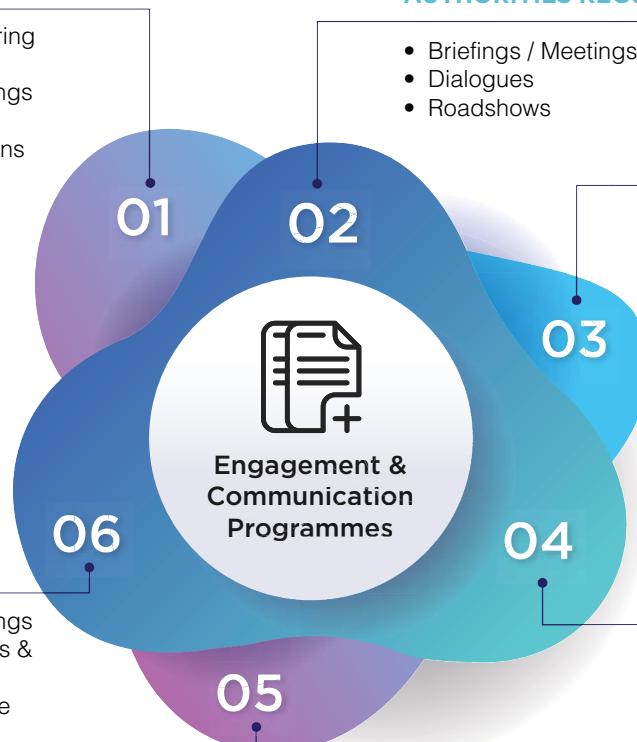 • Briefings / Meetings
• Dialogues
• Roadshows
01
02
03
Engagement &
Communication
Programmes
06
04
s &
05